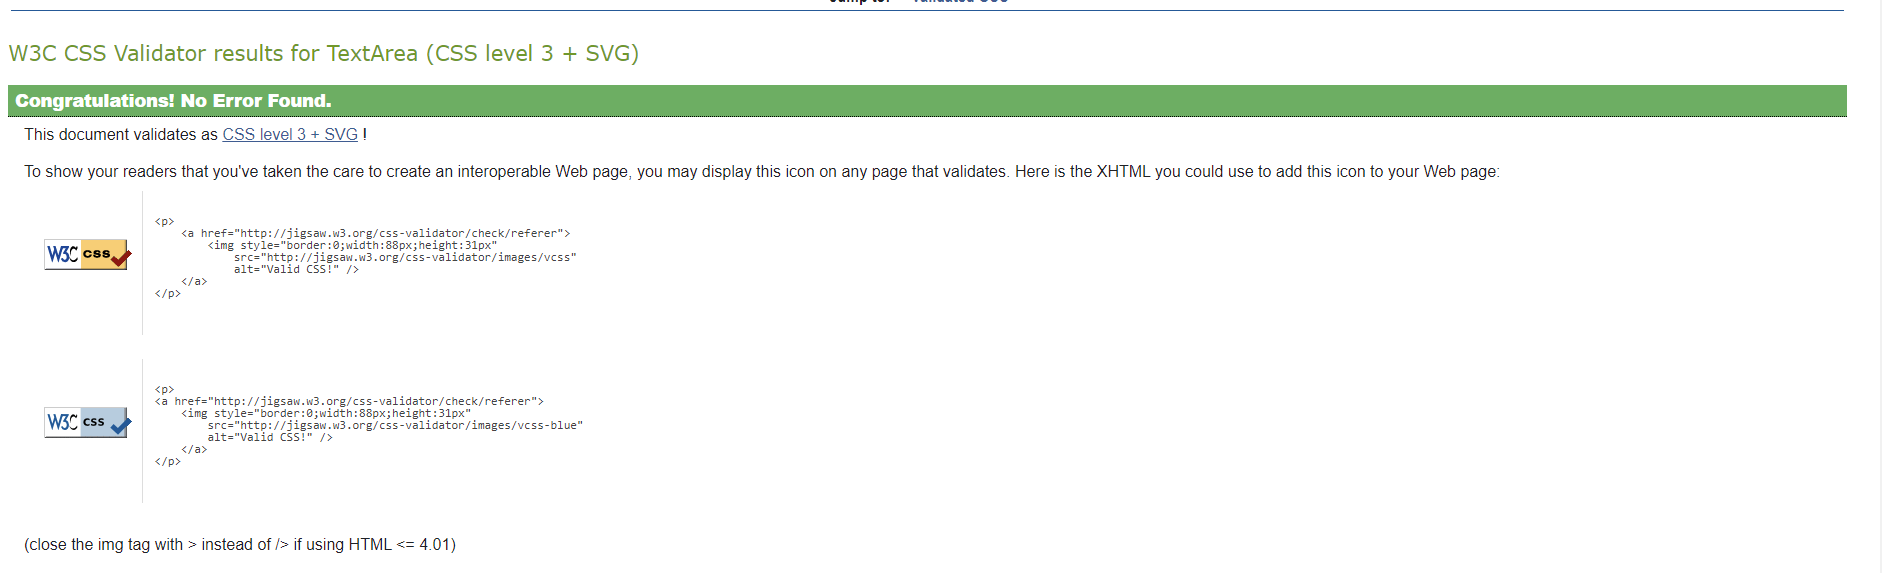 W3C CSS Validator results for TextArea (CSS level 3 + SVG)
Congratulations! No Error Found.
This document validates as CSS level 3 + SVG !
To show your readers that you've taken the care to create an interoperable Web page, you may display this icon on any page that validates. Here is the XHTML you could use to add this icon to your Web page:
W3C css
<p>
    <a href="http://jigsaw.w3.org/css-validator/check/referer">
        <img style="border:0;width:88px;height:31px"
            src="http://jigsaw.w3.org/css-validator/images/vcss"
            alt="Valid CSS!" />
    </a>
</p>
W3C css
<p>
<a href="http://jigsaw.w3.org/css-validator/check/referer">
    <img style="border:0;width:88px;height:31px"
        src="http://jigsaw.w3.org/css-validator/images/vcss-blue"
        alt="Valid CSS!" />
    </a>
</p>
(close the img tag with > instead of /> if using HTML <= 4.01)